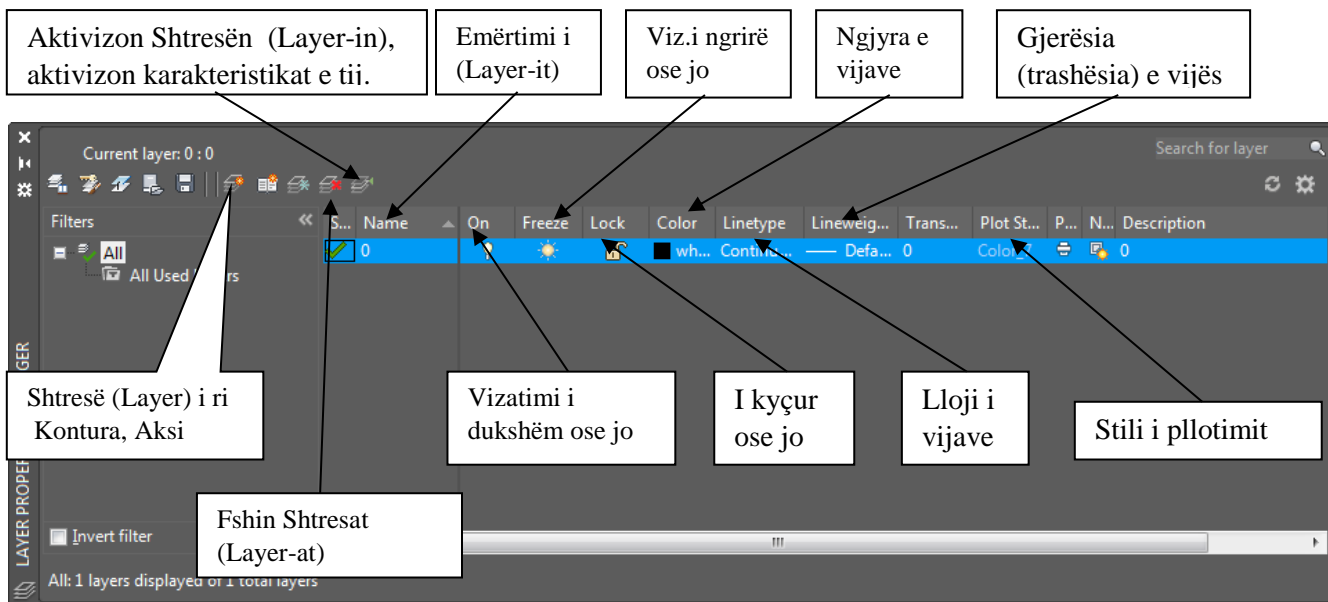 Aktivizon Shtresën (Layer-in),
aktivizon karakteristikat e tij.
Emërtimi i
(Layer-it)
Viz.i ngrirë
ose jo
Ngjyra e
vijave
Gjerësia
(trashësia) e vijës
Current layer: 0 : 0
Search for layer
Filters
S... Name On Freeze Lock Color Linetype Lineweig... Trans... Plot St... P... N... Description
All
0 wh... Continu... Defa... 0 Color_7 0
All Used
Shtresë (Layer) i ri
Kontura, Aksi
Vizatimi i
dukshëm ose jo
I kyçur
ose jo
Lloji i
vijave
Stili i pllotimit
Fshin Shtresat
(Layer-at)
Invert filter
All: 1 layers displayed of 1 total layers
LAYER